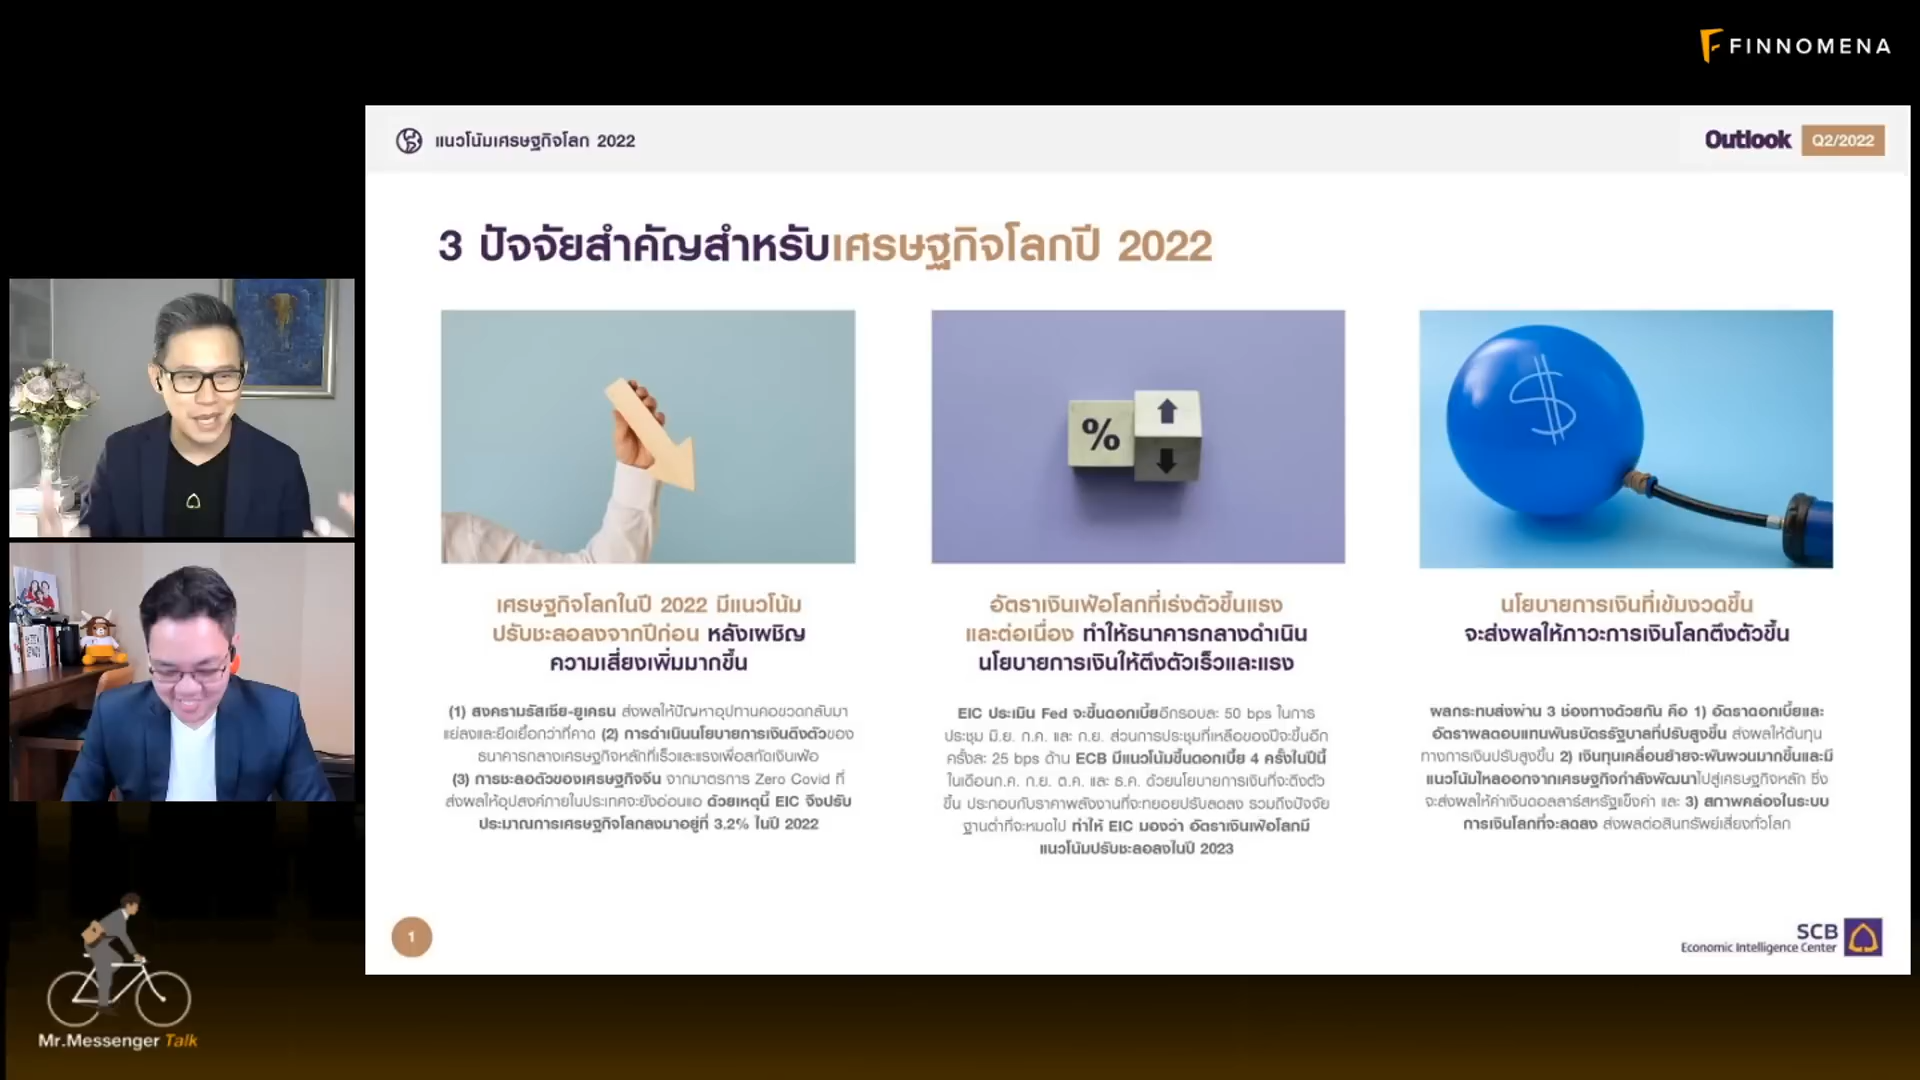 FINNOMENA
แนวโน้มเศรษฐกิจโลก 2022
Outlook Q2/2022
3 ปัจจัยสำคัญสำหรับเศรษฐกิจโลกปี 2022
%
$
เศรษฐกิจโลกในปี 2022 มีแนวโน้ม
ปรับชะลอลงจากปีก่อน หลังเผชิญ
ความเสี่ยงเพิ่มมากขึ้น
(1) สงครามรัสเซีย-ยูเครน ส่งผลให้ปัญหาอุปทานคอขวดกลับมา
แย่ลงและยืดเยื้อกว่าที่คาด (2) การดำเนินนโยบายการเงินตึงตัวของ
ธนาคารกลางเศรษฐกิจหลักที่เร็วและแรงเพื่อสกัดเงินเฟ้อ
(3) การชะลอตัวของเศรษฐกิจจีน จากมาตรการ Zero Covid ที่
ส่งผลให้อุปสงค์ภายในประเทศจะยังอ่อนแอ ด้วยเหตุนี้ EIC จึงปรับ
ประมาณการเศรษฐกิจโลกลงมาอยู่ที่ 3.2% ในปี 2022
อัตราเงินเฟ้อโลกที่เร่งตัวขึ้นแรง
และต่อเนื่อง ทำให้ธนาคารกลางดำเนิน
นโยบายการเงินให้ตึงตัวเร็วและแรง
EIC ประเมิน Fed จะขึ้นดอกเบี้ยอีกรอบละ 50 bps ในการ
ประชุม มิ.ย. ก.ค. และ ก.ย. ส่วนการประชุมที่เหลือของปีจะขึ้นอีก
ครั้งละ 25 bps ด้าน ECB มีแนวโน้มขึ้นดอกเบี้ย 4 ครั้งในปีนี้
ในเดือนก.ค. ก.ย. ต.ค. และ ธ.ค. ด้วยนโยบายการเงินที่จะตึงตัว
ขึ้น ประกอบกับราคาพลังงานที่จะทยอยปรับลดลง รวมถึงปัจจัย
ฐานต่ำที่จะหมดไป ทำให้ EIC มองว่า อัตราเงินเฟ้อโลกมี
แนวโน้มปรับชะลอลงในปี 2023
นโยบายการเงินที่เข้มงวดขึ้น
จะส่งผลให้ภาวะการเงินโลกตึงตัวขึ้น
ผลกระทบส่งผ่าน 3 ช่องทางด้วยกัน คือ 1) อัตราดอกเบี้ยและ
อัตราผลตอบแทนพันธบัตรรัฐบาลที่ปรับสูงขึ้น ส่งผลให้ต้นทุน
ทางการเงินปรับสูงขึ้น 2) เงินทุนเคลื่อนย้ายจะผันผวนมากขึ้นและมี
แนวโน้มไหลออกจากเศรษฐกิจกำลังพัฒนาไปสู่เศรษฐกิจหลัก ซึ่ง
จะส่งผลให้ค่าเงินดอลลาร์สหรัฐแข็งค่า และ 3) สภาพคล่องในระบบ
การเงินโลกที่จะลดลง ส่งผลต่อสินทรัพย์เสี่ยงทั่วโลก
1
SCB
Economic Intelligence Center
Mr.Messenger Talk